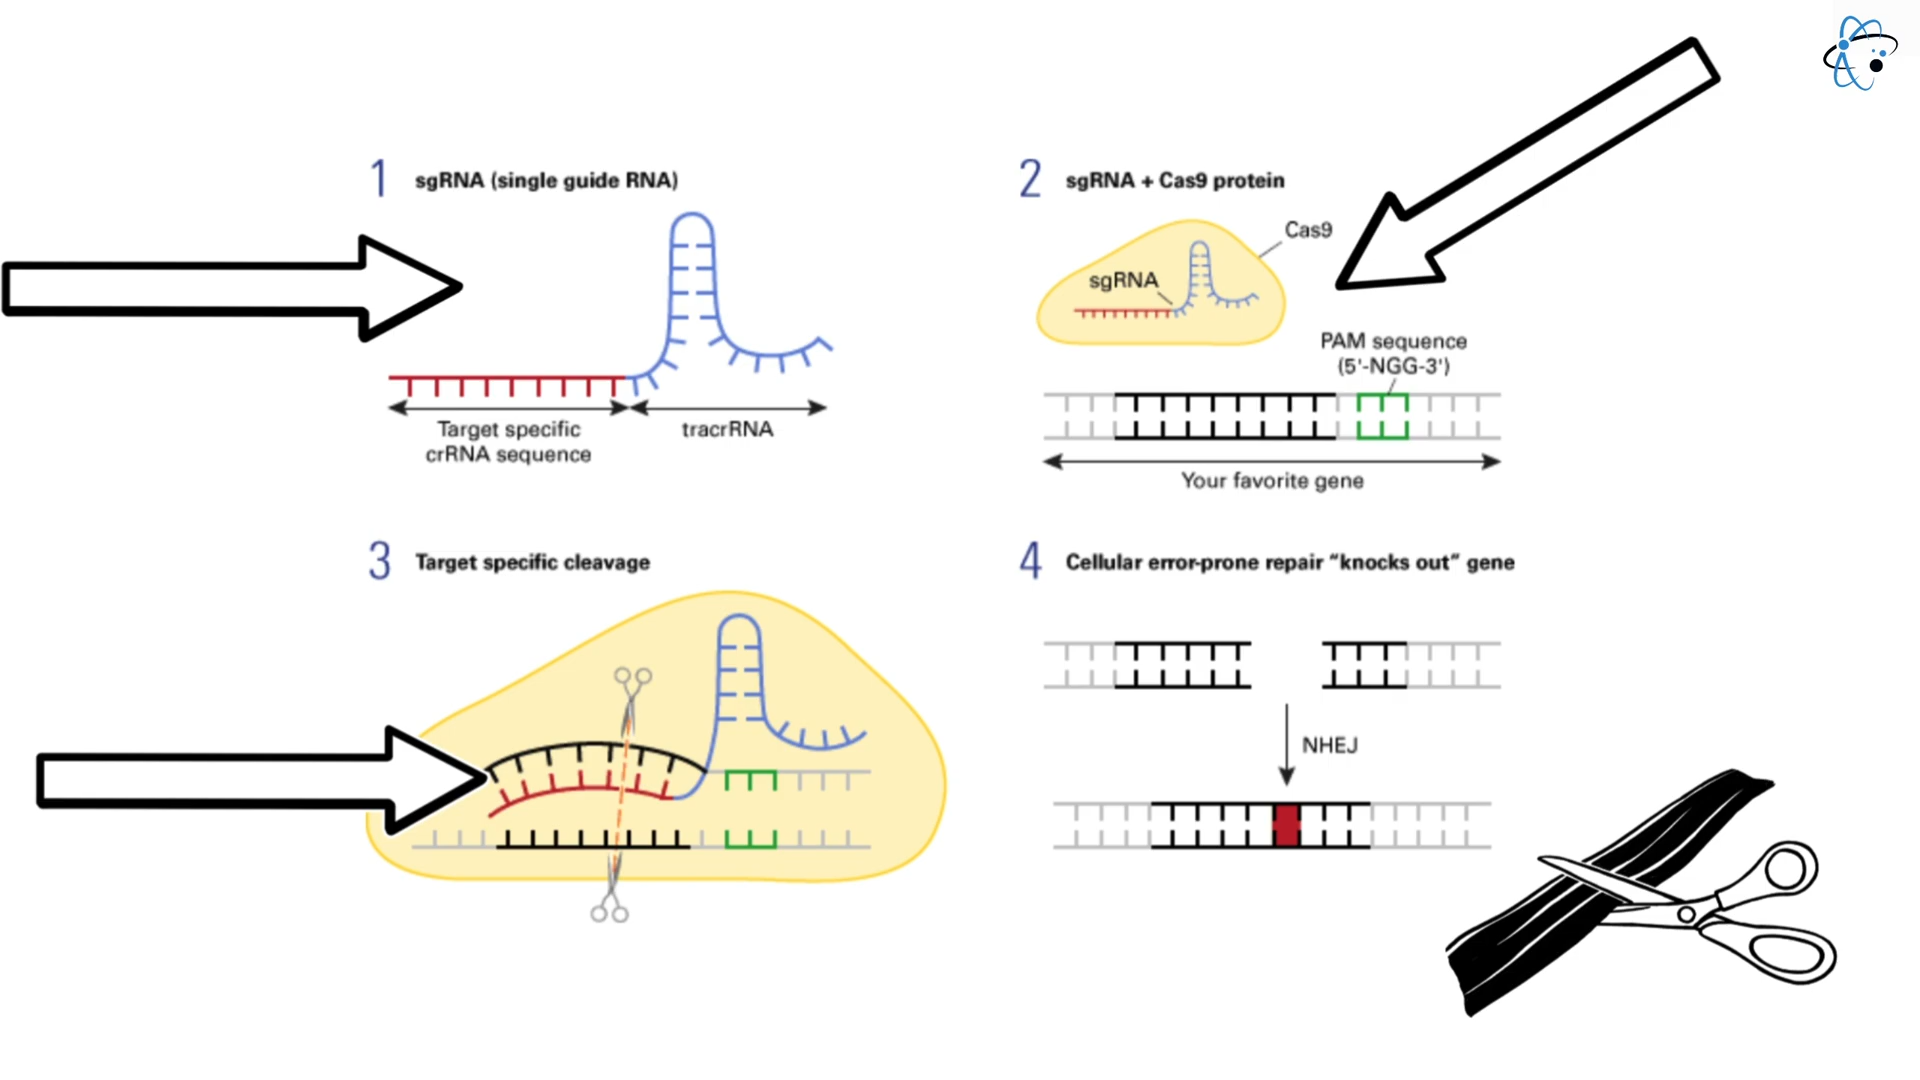 1 sgRNA (single guide RNA)
Target specific
crRNA sequence
tracrRNA
2 sgRNA + Cas9 protein
Cas9
sgRNA
PAM sequence
(5'-NGG-3')
Your favorite gene
3 Target specific cleavage
4 Cellular error-prone repair “knocks out” gene
NHEJ